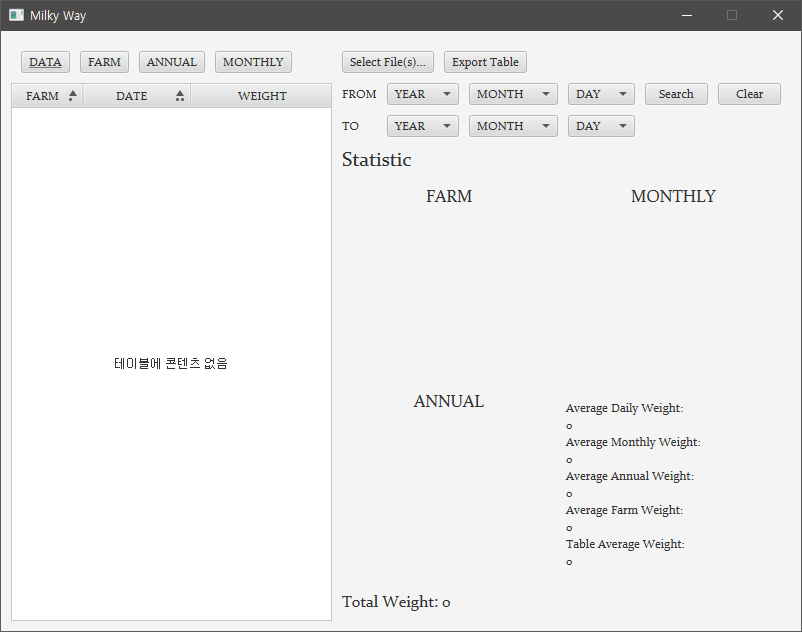 Milky Way
DATA FARM ANNUAL MONTHLY Select File(s)... Export Table
FARM DATE WEIGHT
FROM YEAR MONTH DAY Search Clear
TO YEAR MONTH DAY
Statistic
FARM MONTHLY
테이블에 콘텐츠 없음
ANNUAL
Average Daily Weight:
0
Average Monthly Weight:
0
Average Annual Weight:
0
Average Farm Weight:
0
Table Average Weight:
0
Total Weight: 0